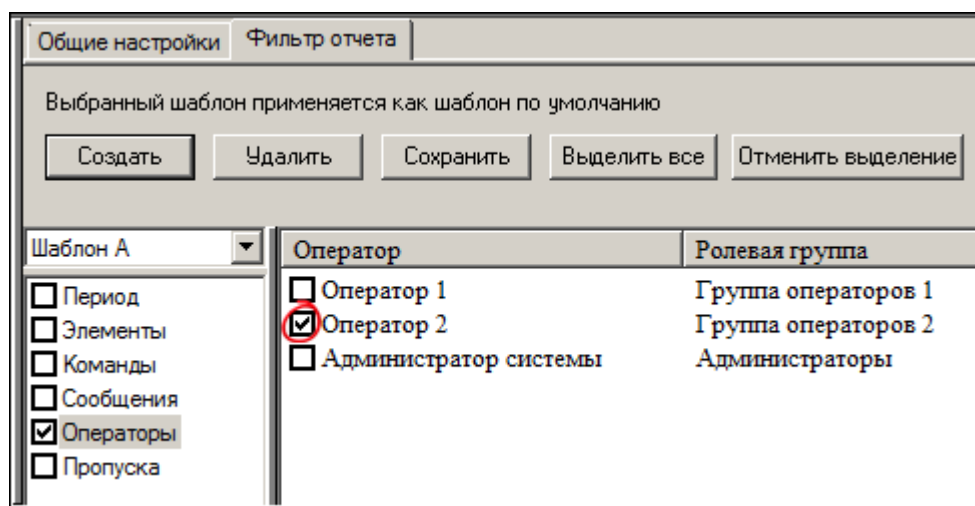 Общие настройки Фильтр отчета
Выбранный шаблон применяется как шаблон по умолчанию
Создать Удалить Сохранить Выделить все Отменить выделение
Шаблон А
Период
Элементы
Команды
Сообщения
Операторы
Пропуска
Оператор Ролевая группа
Оператор 1 Группа операторов 1
Оператор 2 Группа операторов 2
Администратор системы Администраторы